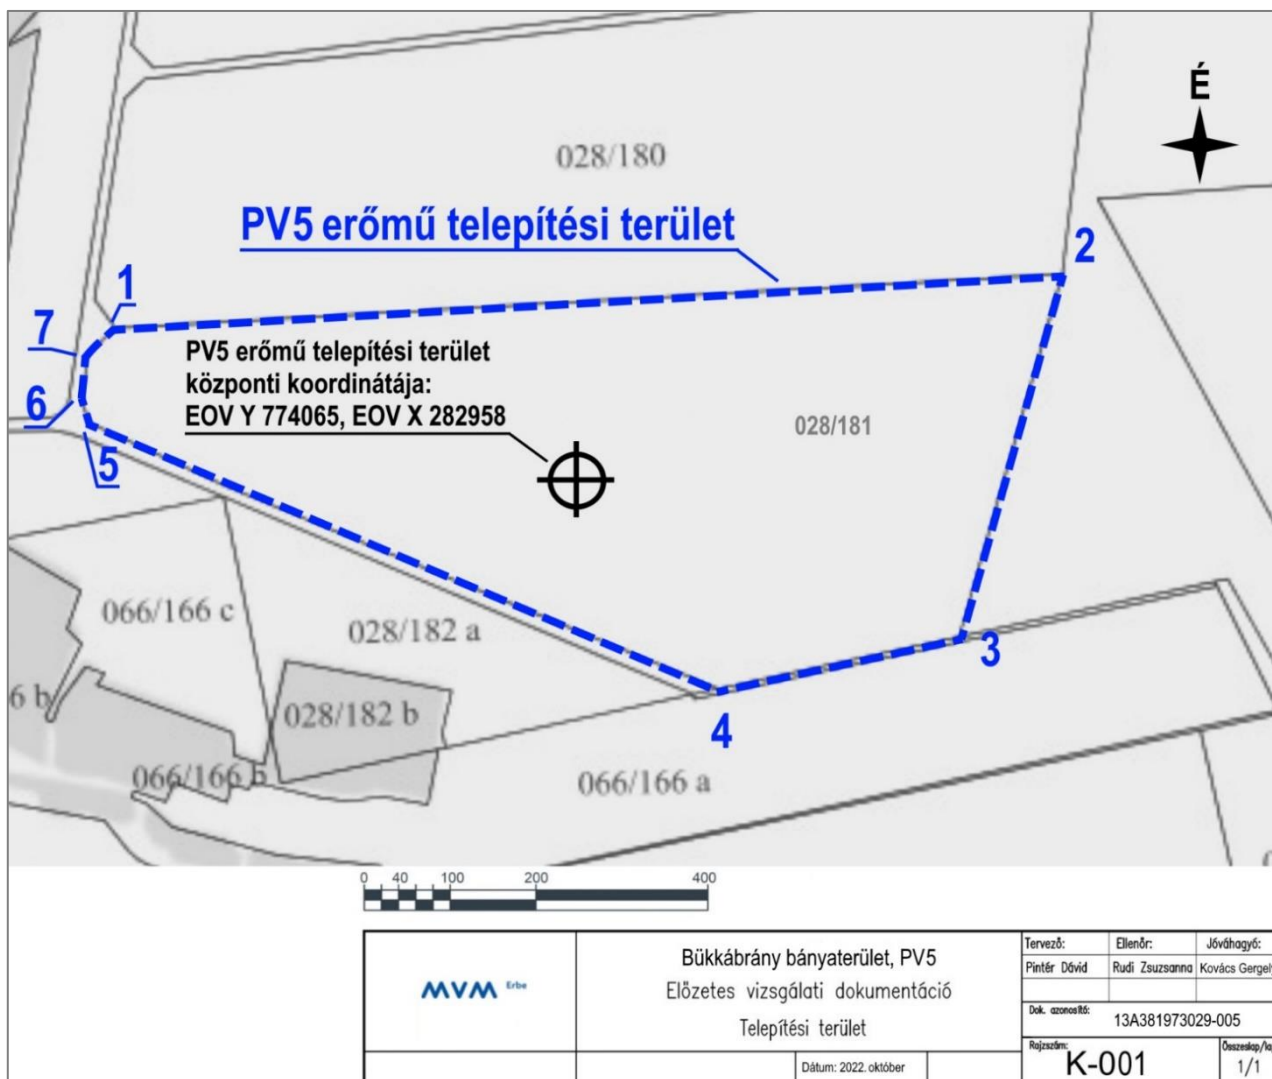 É
028/180
PV5 erőmű telepítési terület
2
1
7
PV5 erőmű telepítési terület
központi koordinátája:
EOV Y 774065, EOV X 282958
6
028/181
5
066/166 c
028/182 a
3
6 b
028/182 b
4
066/166 b
066/166 a
0 40 100 200 400
MVM Erbe
Bükkábrány bányaterület, PV5
Előzetes vizsgálati dokumentáció
Telepítési terület
Dátum: 2022. október
Tervező: Ellenőr: Jóváhagyó:
Pintér Dávid Rudi Zsuzsanna Kovács Gergely
Dok. azonosító:
13A381973029-005
Rajzszám: Összeslap/lap
K-001 1/1